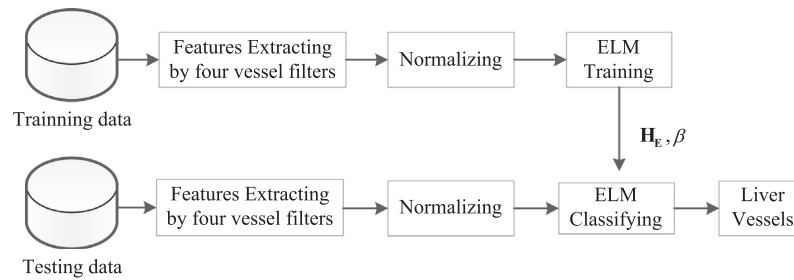 Features Extracting
by four vessel filters
Normalizing
ELM
Training
Trainning data
H_E , β
Features Extracting
by four vessel filters
Normalizing
ELM
Classifying
Liver
Vessels
Testing data